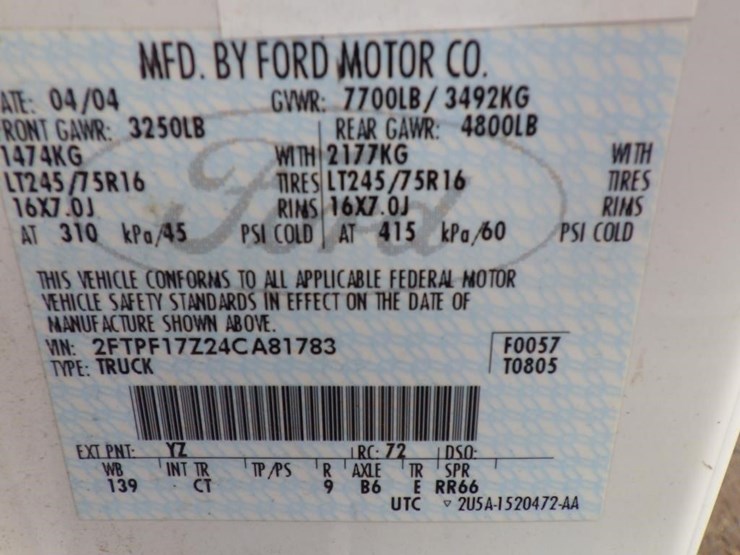 MFD. BY FORD MOTOR CO.
ATE: 04/04 GVWR: 7700LB/ 3492KG
RONT GAWR: 3250LB REAR GAWR: 4800LB
1474KG WITH 2177KG WITH
LT245/75R16 TIRES LT245/75R16 TIRES
16X7.0J RIMS 16X7.0J RIMS
AT 310 kPa/45 PSI COLD AT 415 kPa/60 PSI COLD
Ford
THIS VEHICLE CONFORMS TO ALL APPLICABLE FEDERAL MOTOR
VEHICLE SAFETY STANDARDS IN EFFECT ON THE DATE OF
MANUFACTURE SHOWN ABOVE.
VIN: 2FTPF17Z24CA81783 F0057
TYPE: TRUCK T0805
EXT PNT: YZ RC: 72 DSO:
WB INT TR TP/PS R AXLE TR SPR
139 CT 9 B6 E RR66
UTC ▽ 2U5A-1520472-AA